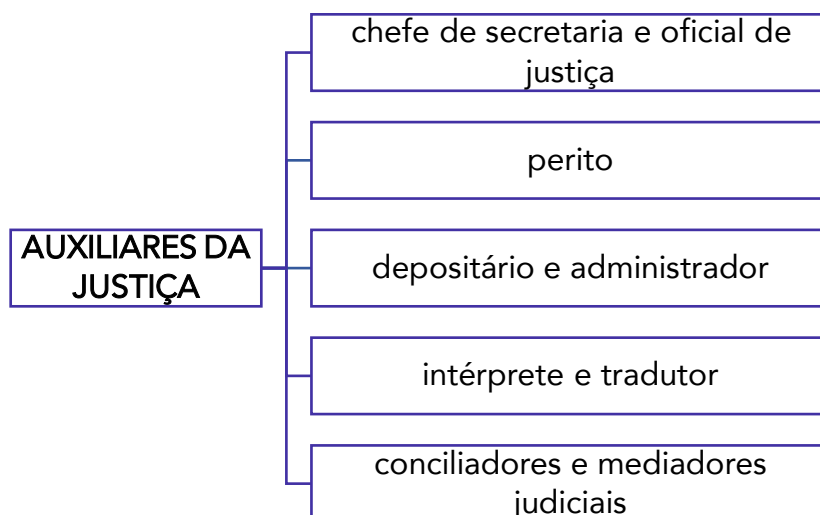 chefe de secretaria e oficial de
justiça
perito
AUXILIARES DA
JUSTIÇA
depositário e administrador
intérprete e tradutor
conciliadores e mediadores
judiciais